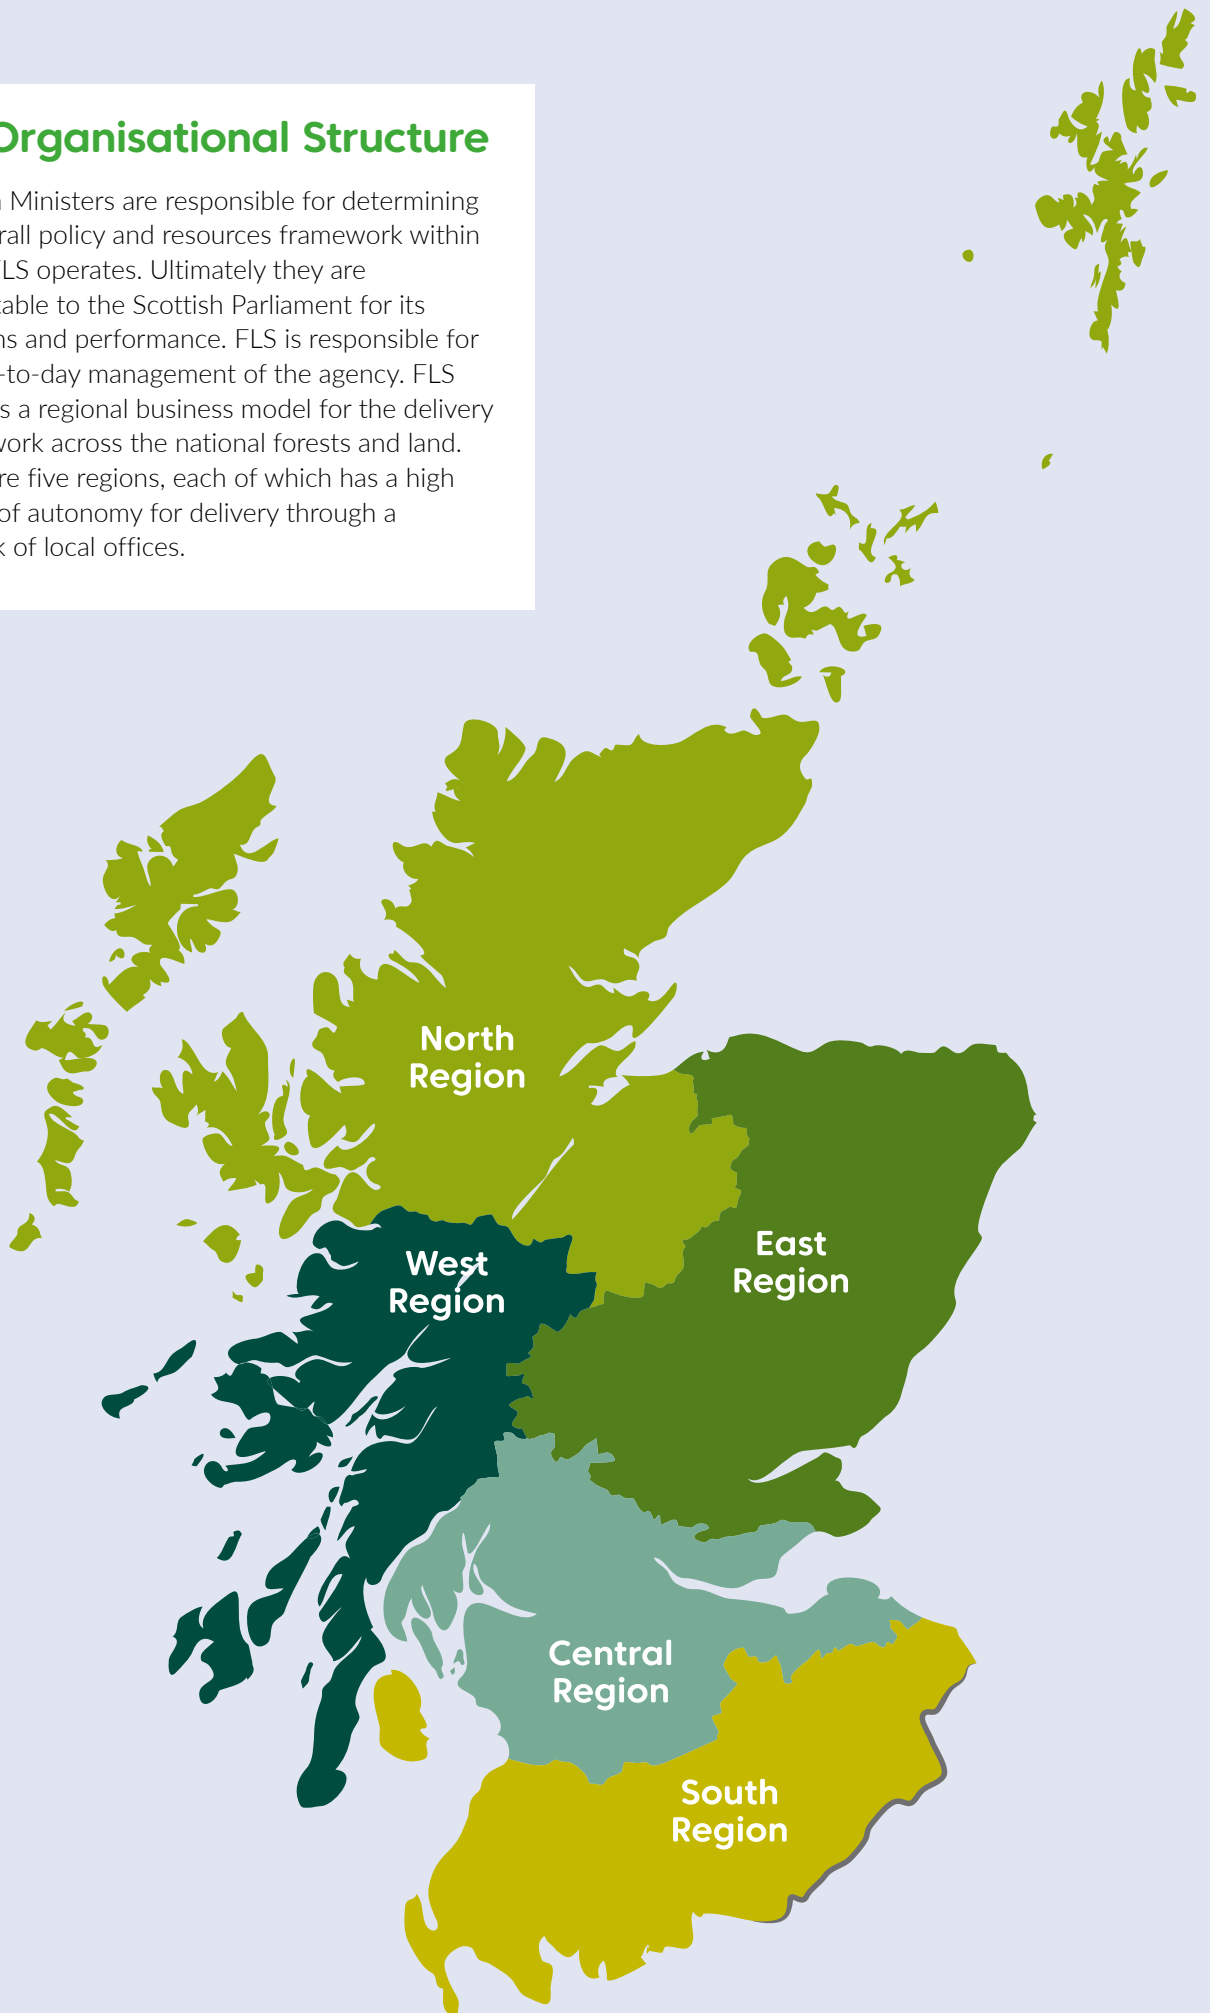 Organisational Structure
Ministers are responsible for determining
rall policy and resources framework within
LS operates. Ultimately they are
table to the Scottish Parliament for its
ns and performance. FLS is responsible for
-to-day management of the agency. FLS
s a regional business model for the delivery
work across the national forests and land.
re five regions, each of which has a high
of autonomy for delivery through a
k of local offices.
North
Region
East
Region
West
Region
Central
Region
South
Region